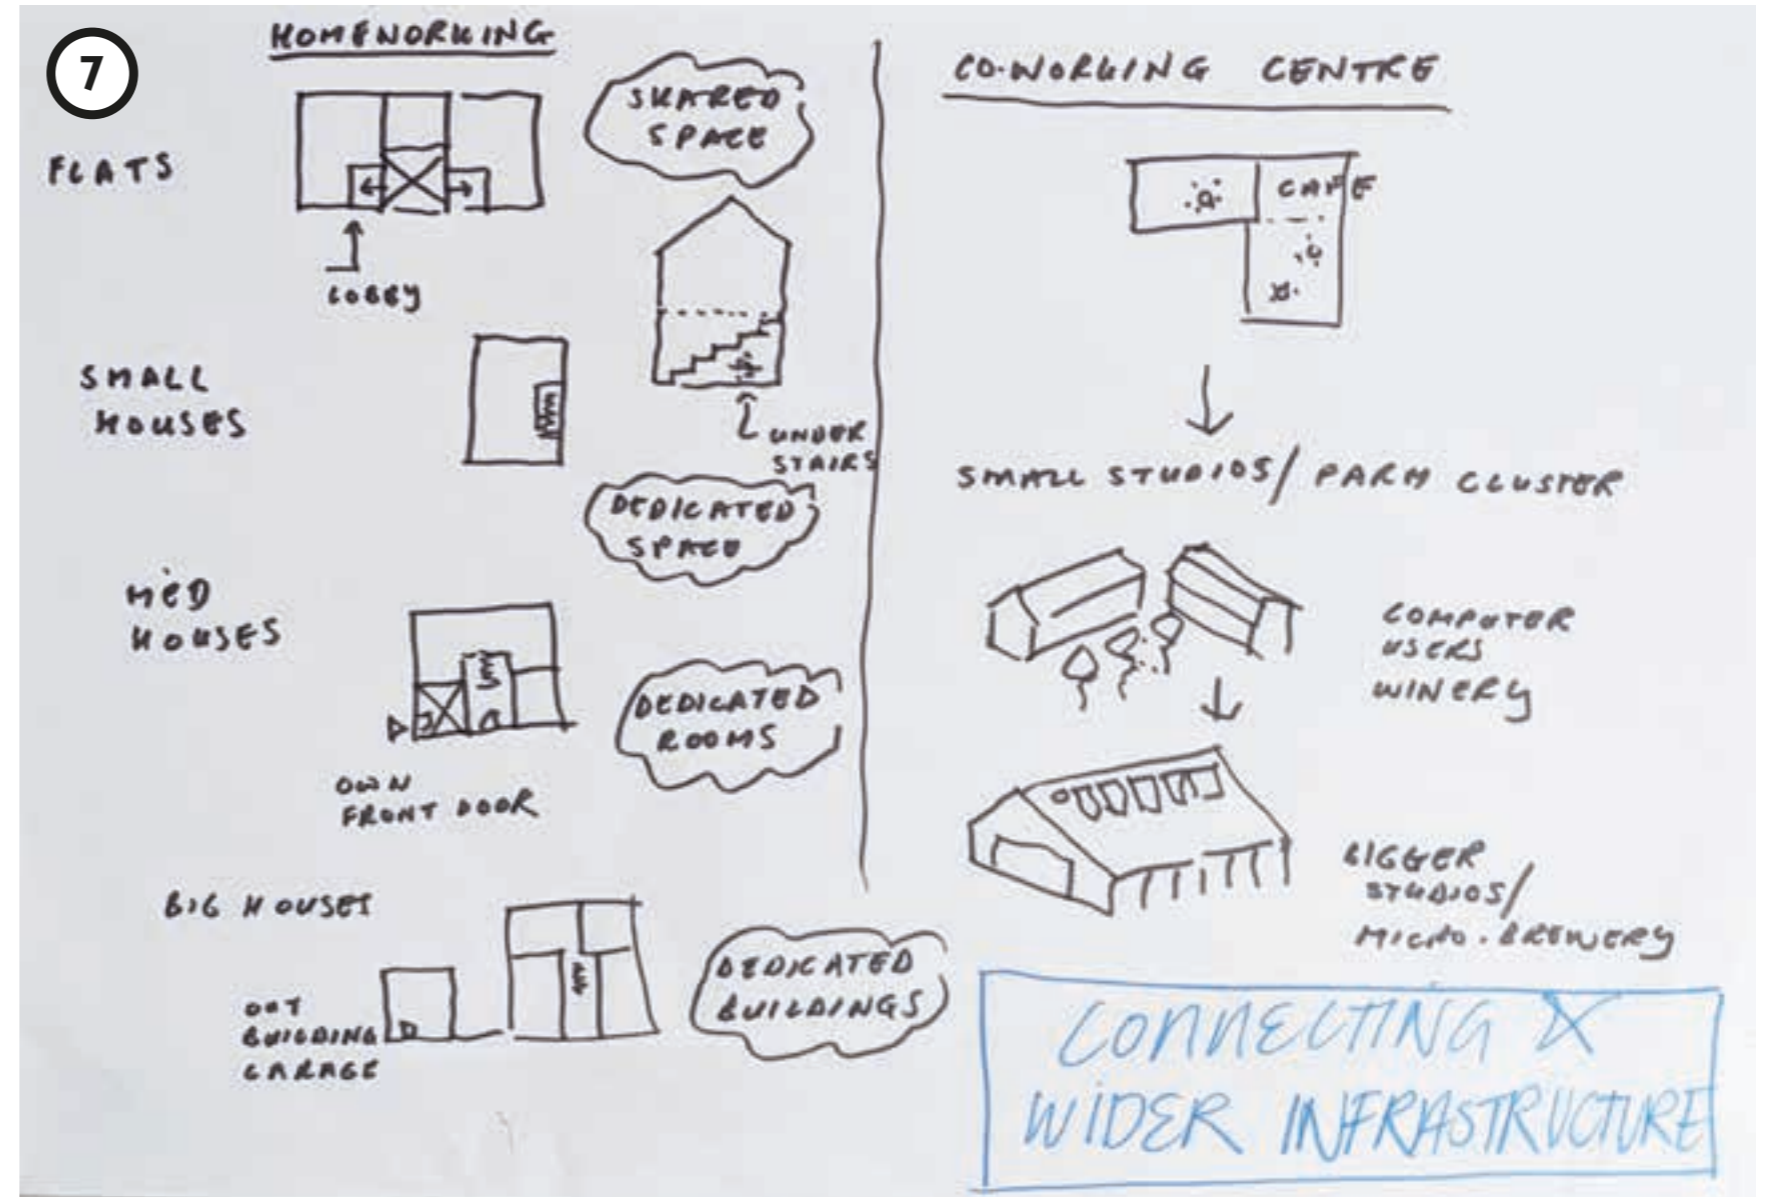 7
HOMEWORKING
FLATS
SHARED
SPACE
LOBBY
SMALL
HOUSES
UNDER
STAIRS
DEDICATED
SPACE
MED
HOUSES
DEDICATED
ROOMS
OWN
FRONT DOOR
BIG HOUSES
OUT
BUILDING
GARAGE
DEDICATED
BUILDINGS
CO-WORKING CENTRE
CAFE
SMALL STUDIOS/ FARM CLUSTER
COMPUTER
USERS
WINERY
BIGGER
STUDIOS/
MICRO-BREWERY
CONNECTING &
WIDER INFRASTRUCTURE